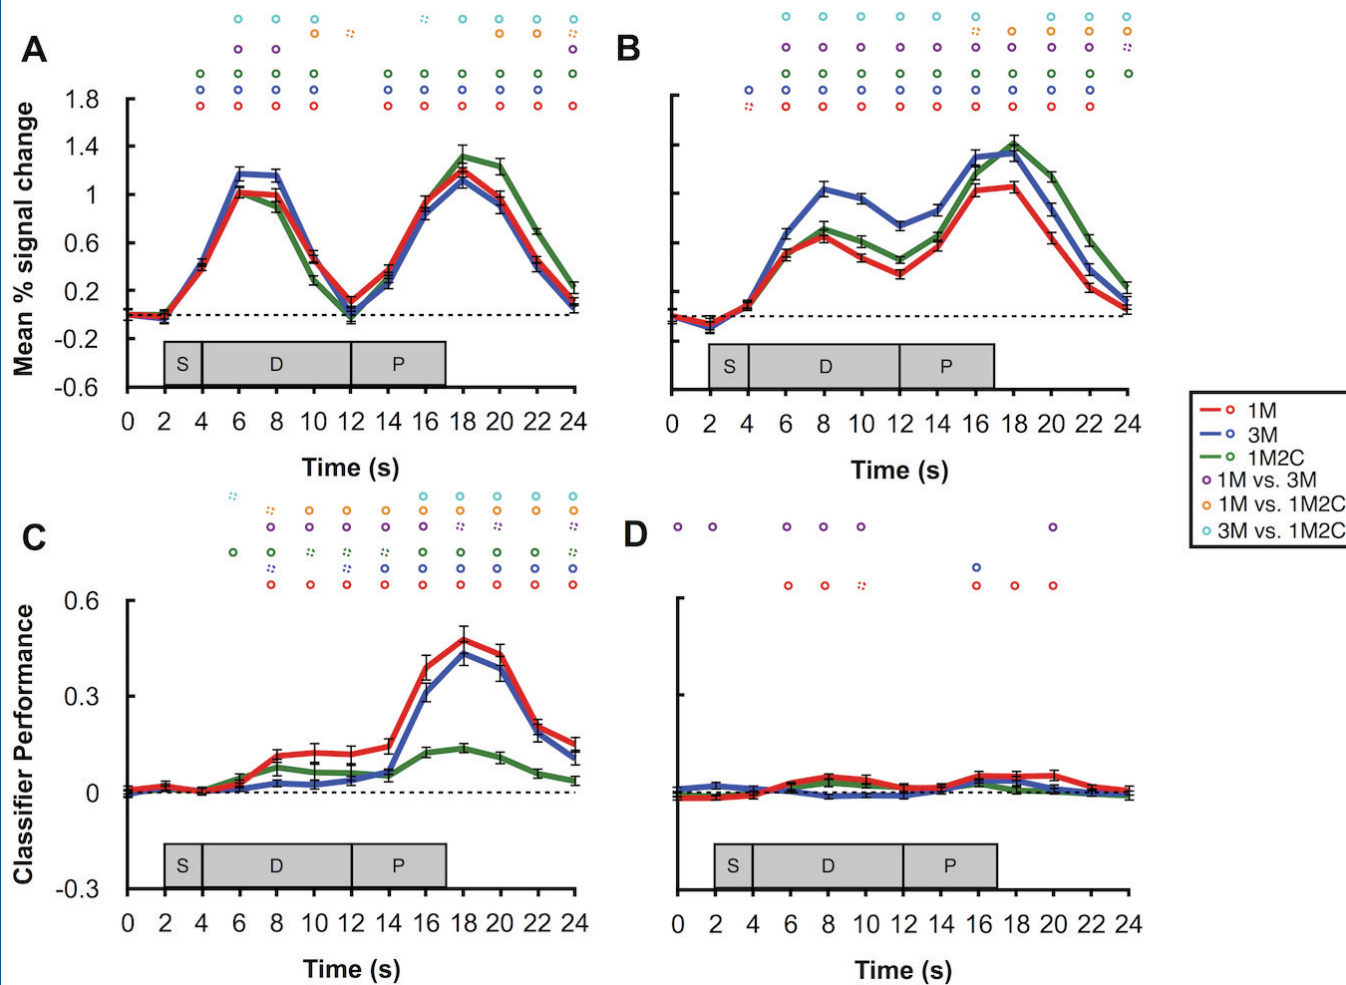 A
B
Mean % signal change
1.8
1.4
1
0.6
0.2
-0.2
-0.6
S D P
S D P
0 2 4 6 8 10 12 14 16 18 20 22 24
0 2 4 6 8 10 12 14 16 18 20 22 24
Time (s)
Time (s)
1M
3M
1M2C
1M vs. 3M
1M vs. 1M2C
3M vs. 1M2C
C
D
Classifier Performance
0.6
0.3
0
-0.3
S D P
S D P
0 2 4 6 8 10 12 14 16 18 20 22 24
0 2 4 6 8 10 12 14 16 18 20 22 24
Time (s)
Time (s)